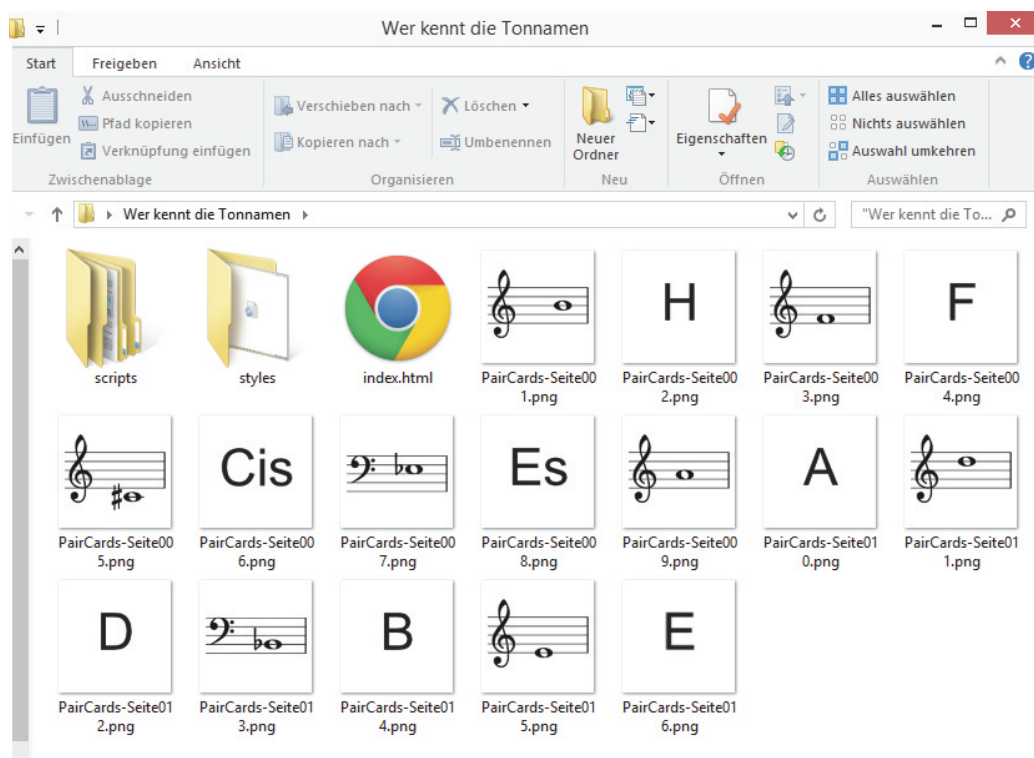 Wer kennt die Tonnamen
Start Freigeben Ansicht
Einfügen
Ausschneiden
Pfad kopieren
Verknüpfung einfügen
Zwischenablage
Verschieben nach
Kopieren nach
Löschen
Umbenennen
Organisieren
Neuer
Ordner
Neu
Eigenschaften
Öffnen
Alles auswählen
Nichts auswählen
Auswahl umkehren
Auswählen
Wer kennt die Tonnamen
"Wer kennt die To...
H F
scripts styles index.html PairCards-Seite00 PairCards-Seite00 PairCards-Seite00 PairCards-Seite00
1.png 2.png 3.png 4.png
Cis Es A
PairCards-Seite00 PairCards-Seite00 PairCards-Seite00 PairCards-Seite00 PairCards-Seite00 PairCards-Seite01 PairCards-Seite01
5.png 6.png 7.png 8.png 9.png 0.png 1.png
D B E
PairCards-Seite01 PairCards-Seite01 PairCards-Seite01 PairCards-Seite01 PairCards-Seite01
2.png 3.png 4.png 5.png 6.png